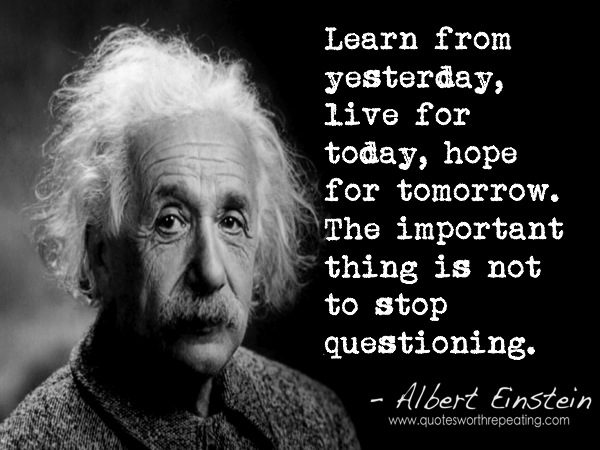 Learn from
yesterday,
live for
today, hope
for tomorrow.
The important
thing is not
to stop
questioning.
- Albert Einstein
www.quotesworthrepeating.com